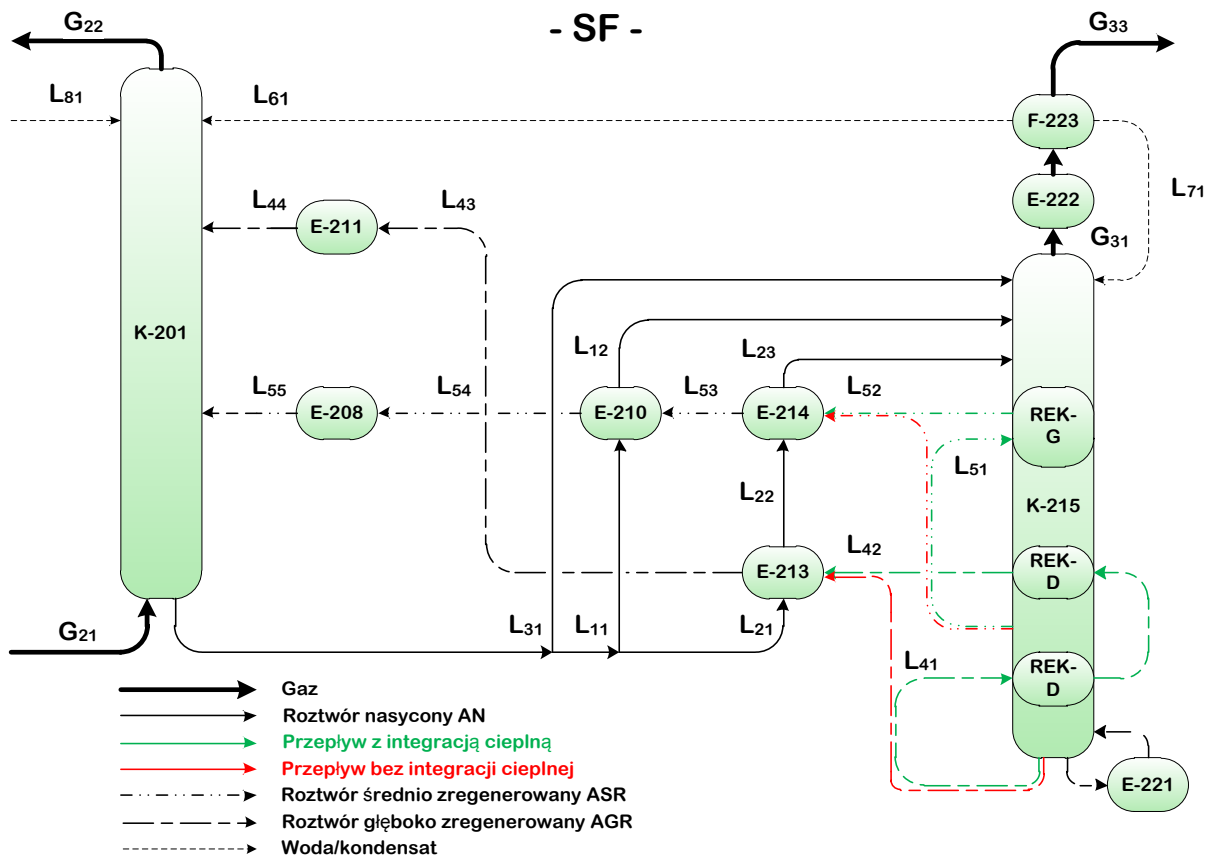 - SF -
G22
G33
L81
L61
F-223
L71
E-222
L44
L43
E-211
G31
K-201
L12
L23
L55
L54
L53
L52
E-208
E-210
E-214
REK-
G
L51
L22
K-215
L42
E-213
REK-
D
G21
L31
L11
L21
L41
REK-
D
E-221
Gaz
Roztwór nasycony AN
Przepływ z integracją cieplną
Przepływ bez integracji cieplnej
Roztwór średnio zregenerowany ASR
Roztwór głęboko zregenerowany AGR
Woda/kondensat